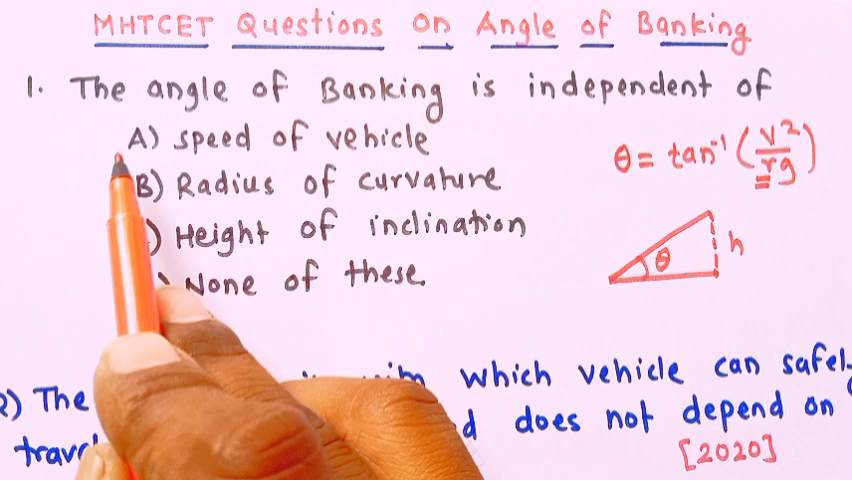 MHTCET Questions on Angle of Banking
1. The angle of Banking is independent of
A) speed of vehicle
B) Radius of curvature
) Height of inclination
) None of these.
θ = tan⁻¹ (v²/rg)
θ
h
2) The which vehicle can safel
does not depend on
[2020]